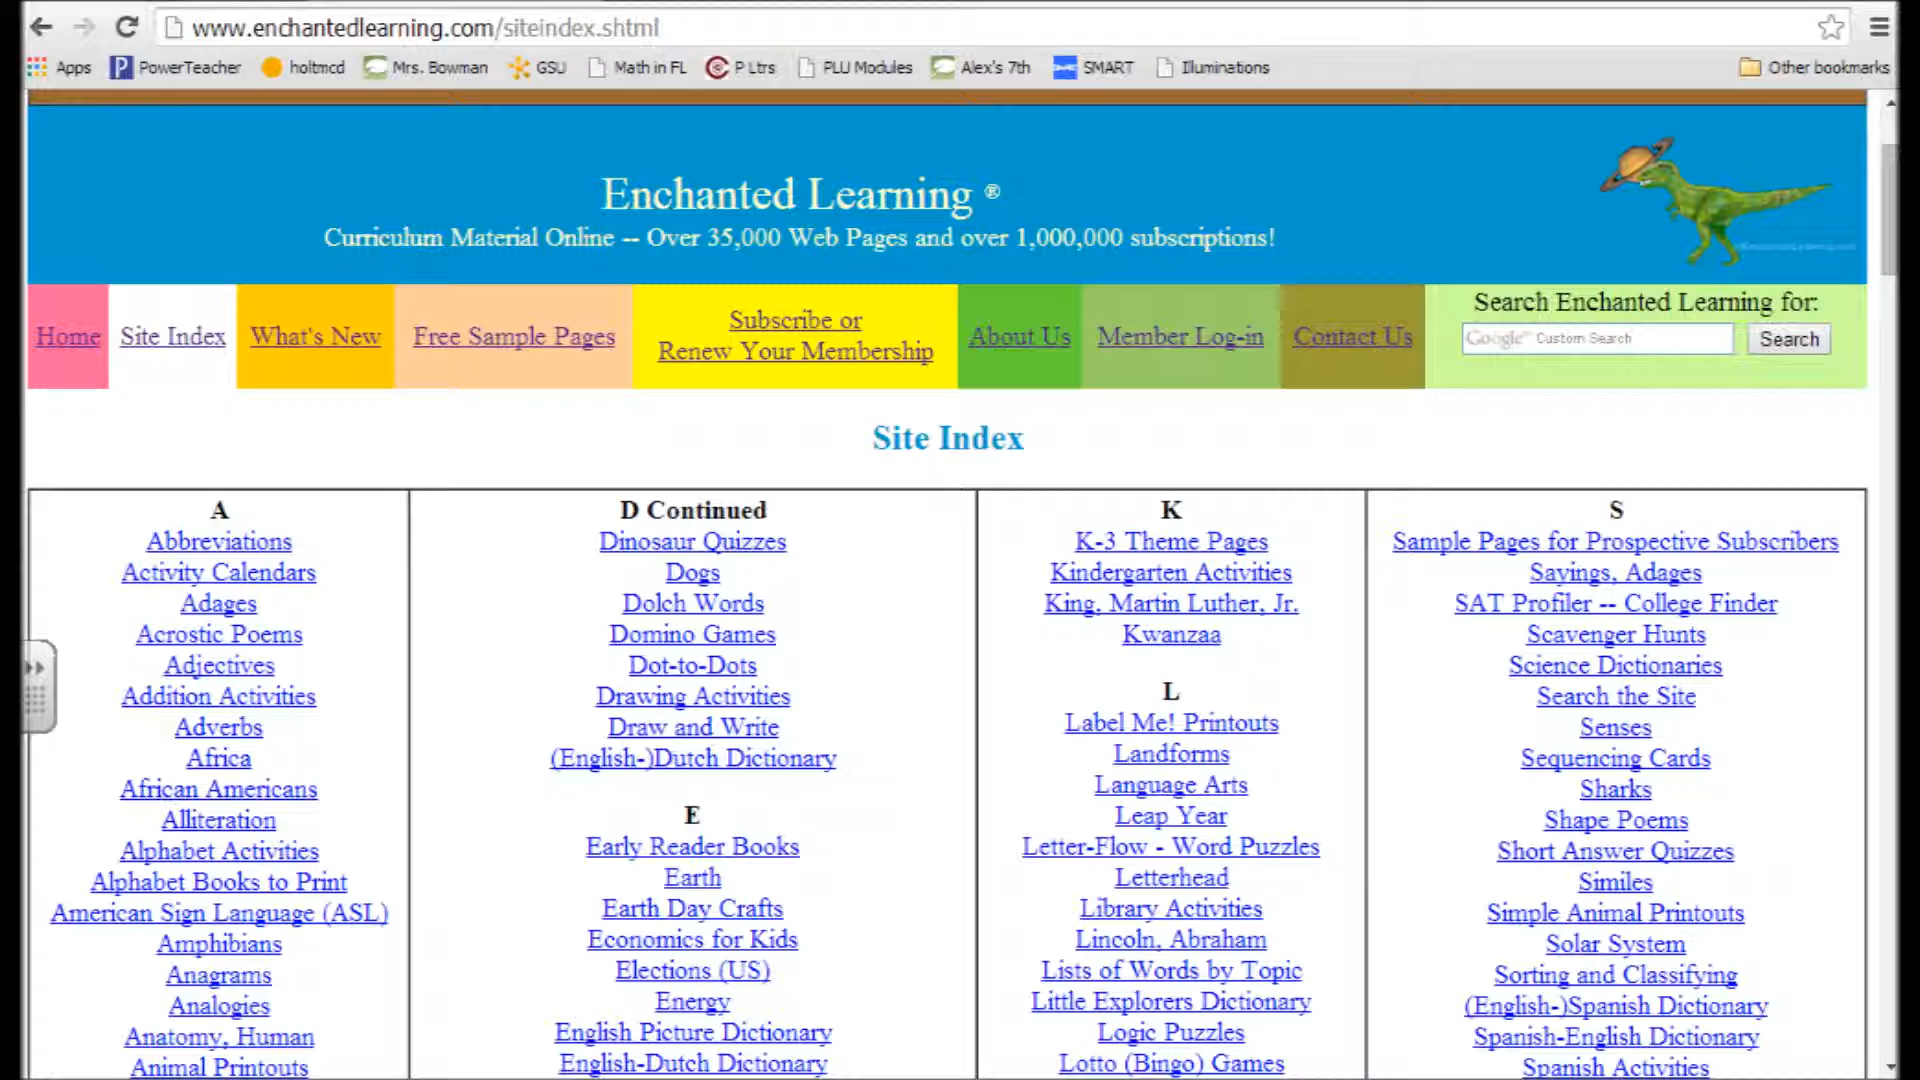 www.enchantedlearning.com/siteindex.shtml
Apps PowerTeacher holtmcd Mrs. Bowman GSU Math in FL P Ltrs PLU Modules Alex's 7th SMART Illuminations Other bookmarks
Enchanted Learning ®
Curriculum Material Online -- Over 35,000 Web Pages and over 1,000,000 subscriptions!
Home
Site Index
What's New
Free Sample Pages
Subscribe or
Renew Your Membership
About Us
Member Log-in
Contact Us
Search Enchanted Learning for:
Google™ Custom Search
Search
Site Index
A
Abbreviations
Activity Calendars
Adages
Acrostic Poems
Adjectives
Addition Activities
Adverbs
Africa
African Americans
Alliteration
Alphabet Activities
Alphabet Books to Print
American Sign Language (ASL)
Amphibians
Anagrams
Analogies
Anatomy, Human
Animal Printouts
D Continued
Dinosaur Quizzes
Dogs
Dolch Words
Domino Games
Dot-to-Dots
Drawing Activities
Draw and Write
(English-)Dutch Dictionary
E
Early Reader Books
Earth
Earth Day Crafts
Economics for Kids
Elections (US)
Energy
English Picture Dictionary
English-Dutch Dictionary
K
K-3 Theme Pages
Kindergarten Activities
King, Martin Luther, Jr.
Kwanzaa
L
Label Me! Printouts
Landforms
Language Arts
Leap Year
Letter-Flow - Word Puzzles
Letterhead
Library Activities
Lincoln, Abraham
Lists of Words by Topic
Little Explorers Dictionary
Logic Puzzles
Lotto (Bingo) Games
S
Sample Pages for Prospective Subscribers
Sayings, Adages
SAT Profiler -- College Finder
Scavenger Hunts
Science Dictionaries
Search the Site
Senses
Sequencing Cards
Sharks
Shape Poems
Short Answer Quizzes
Similes
Simple Animal Printouts
Solar System
Sorting and Classifying
(English-)Spanish Dictionary
Spanish-English Dictionary
Spanish Activities